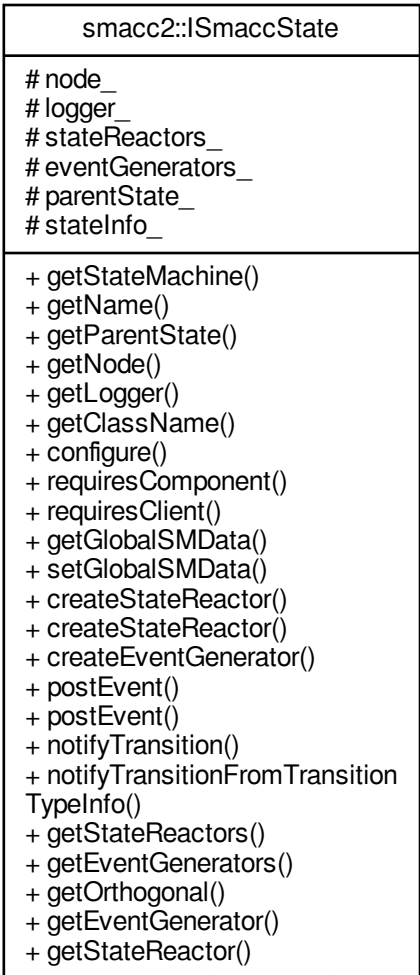 smacc2::ISmaccState
# node_
# logger_
# stateReactors_
# eventGenerators_
# parentState_
# stateInfo_
+ getStateMachine()
+ getName()
+ getParentState()
+ getNode()
+ getLogger()
+ getClassName()
+ configure()
+ requiresComponent()
+ requiresClient()
+ getGlobalSMData()
+ setGlobalSMData()
+ createStateReactor()
+ createStateReactor()
+ createEventGenerator()
+ postEvent()
+ postEvent()
+ notifyTransition()
+ notifyTransitionFromTransition
TypeInfo()
+ getStateReactors()
+ getEventGenerators()
+ getOrthogonal()
+ getEventGenerator()
+ getStateReactor()